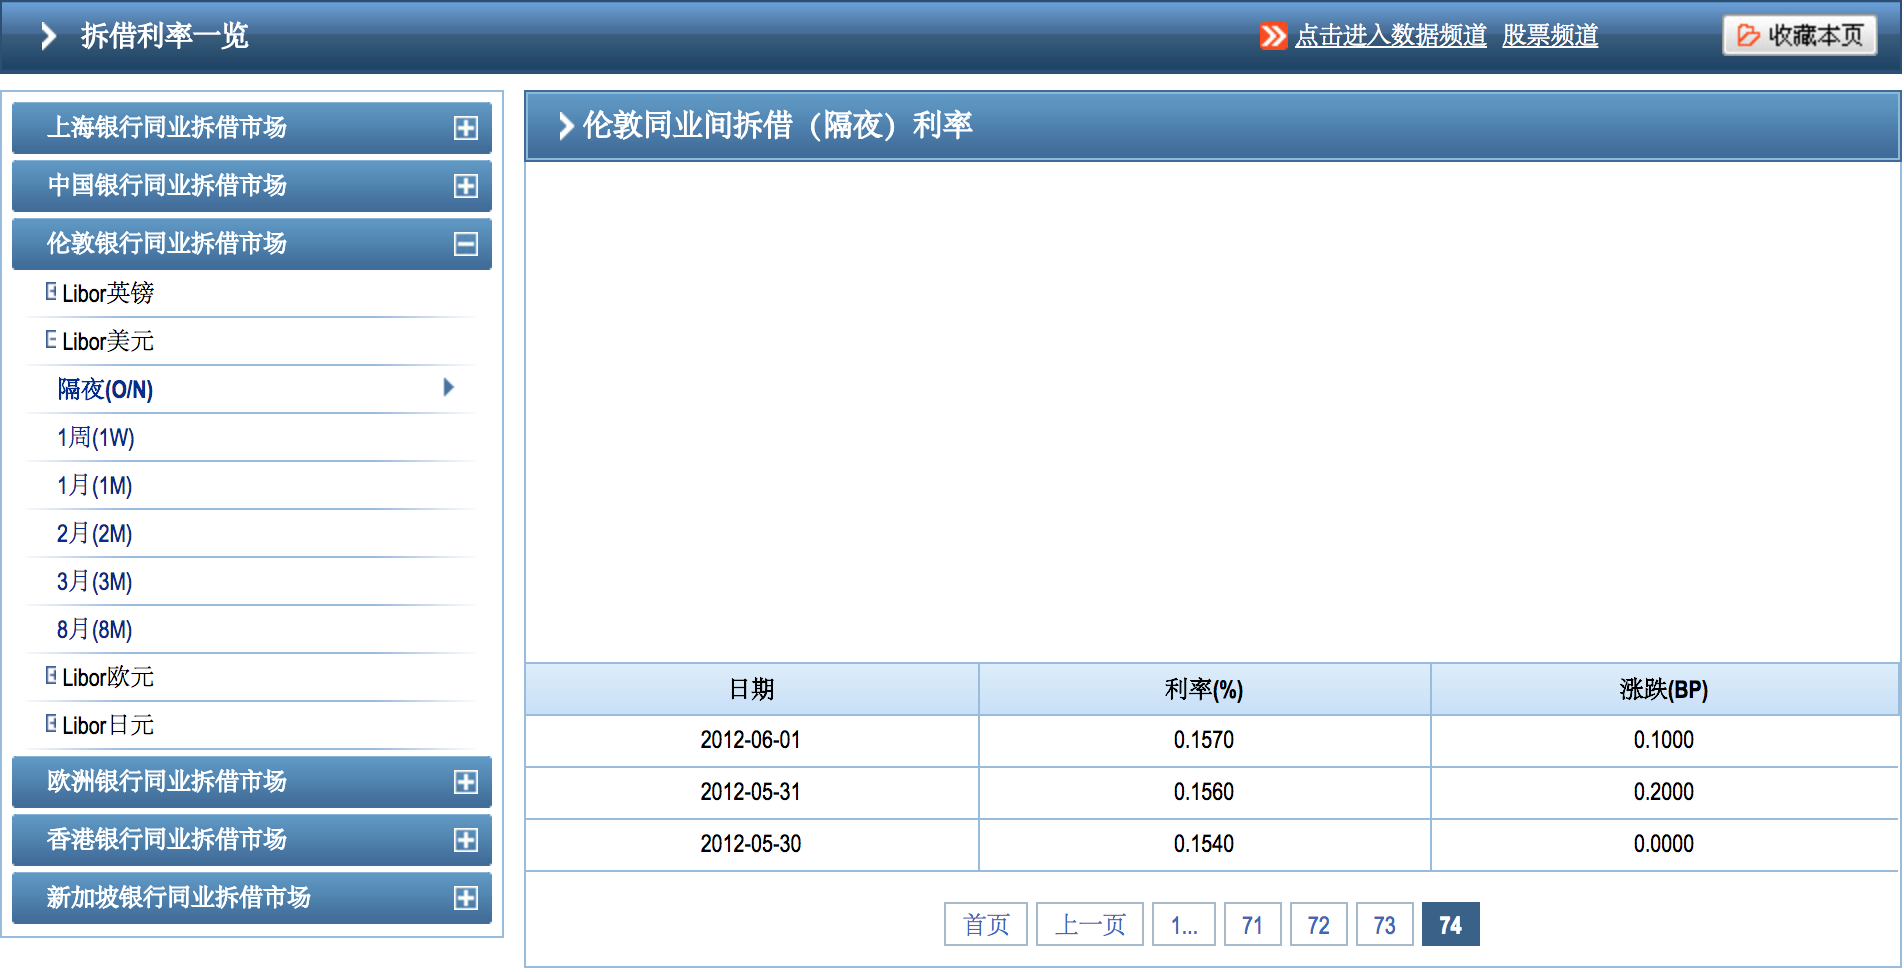 拆借利率一览
点击进入数据频道 股票频道
收藏本页
上海银行同业拆借市场
中国银行同业拆借市场
伦敦银行同业拆借市场
Libor英镑
Libor美元
隔夜(O/N)
1周(1W)
1月(1M)
2月(2M)
3月(3M)
8月(8M)
Libor欧元
Libor日元
欧洲银行同业拆借市场
香港银行同业拆借市场
新加坡银行同业拆借市场
伦敦同业间拆借（隔夜）利率
日期 利率(%) 涨跌(BP)
2012-06-01 0.1570 0.1000
2012-05-31 0.1560 0.2000
2012-05-30 0.1540 0.0000
首页 上一页 1... 71 72 73 74